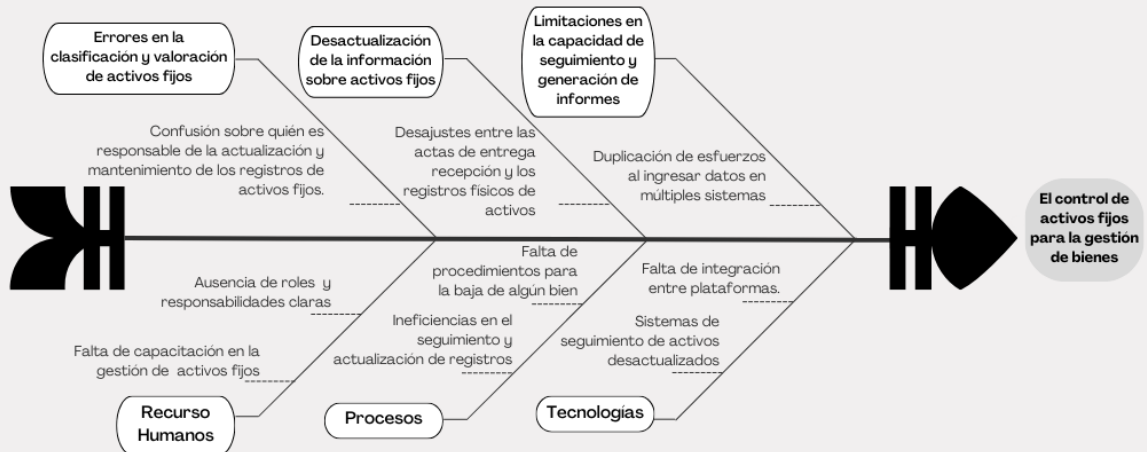 Errores en la
clasificación y valoración
de activos fijos
Desactualización
de la información
sobre activos fijos
Limitaciones en
la capacidad de
seguimiento y
generación de
informes
Confusión sobre quién es
responsable de la actualización y
mantenimiento de los registros de
activos fijos.
Desajustes entre las
actas de entrega
recepción y los
registros físicos de
activos
Duplicación de esfuerzos
al ingresar datos en
múltiples sistemas
El control de
activos fijos
para la gestión
de bienes
Ausencia de roles y
responsabilidades claras
Falta de capacitación en la
gestión de activos fijos
Falta de
procedimientos para
la baja de algún bien
Ineficiencias en el
seguimiento y
actualización de registros
Falta de integración
entre plataformas.
Sistemas de
seguimiento de activos
desactualizados
Recurso
Humanos
Procesos
Tecnologías